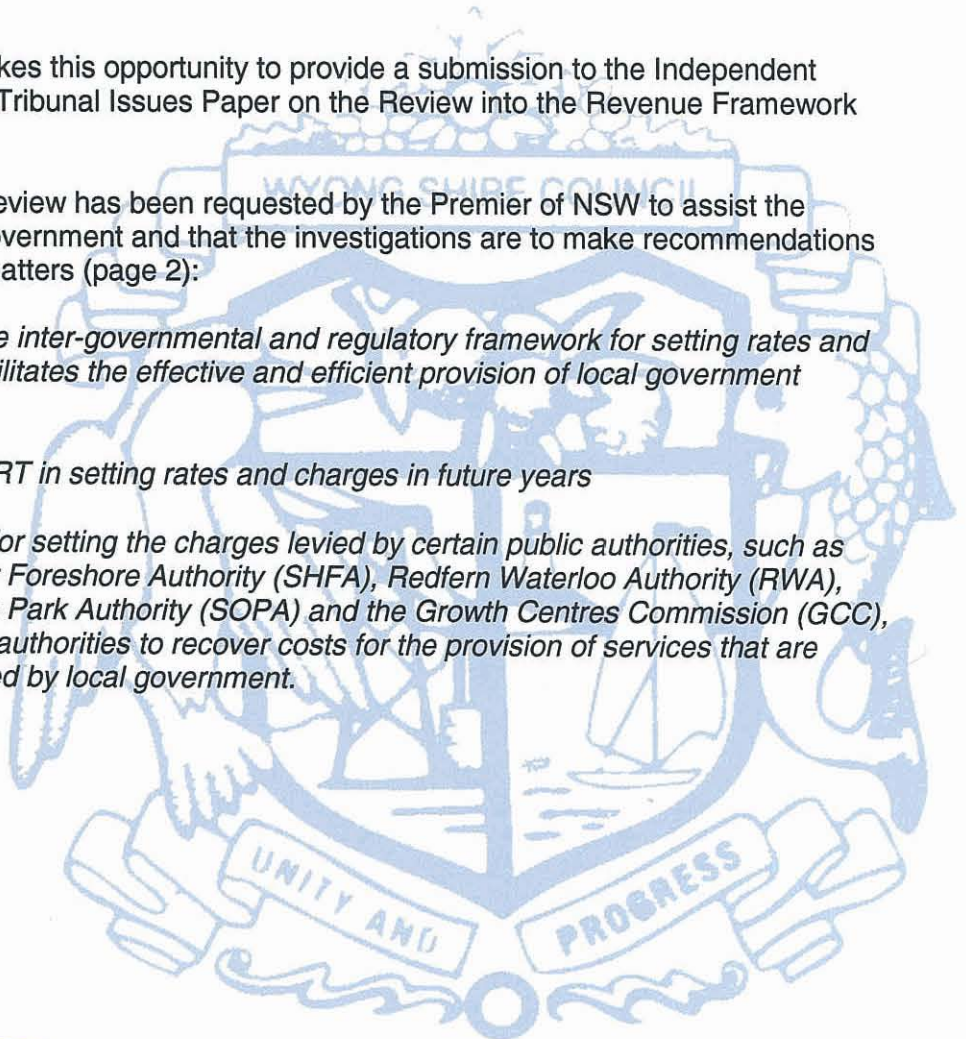 kes this opportunity to provide a submission to the Independent
Tribunal Issues Paper on the Review into the Revenue Framework
WYONG SHIRE COUNCIL
eview has been requested by the Premier of NSW to assist the
vernment and that the investigations are to make recommendations
atters (page 2):
e inter-governmental and regulatory framework for setting rates and
ilitates the effective and efficient provision of local government
RT in setting rates and charges in future years
or setting the charges levied by certain public authorities, such as
Foreshore Authority (SHFA), Redfern Waterloo Authority (RWA),
Park Authority (SOPA) and the Growth Centres Commission (GCC),
authorities to recover costs for the provision of services that are
ed by local government.
UNITY AND PROGRESS